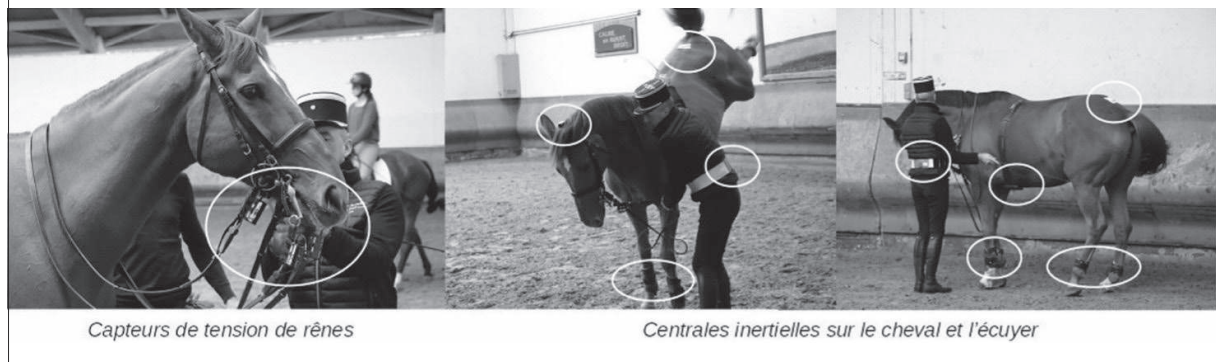 Capteurs de tension de rênes
Centrales inertielles sur le cheval et l'écuyer